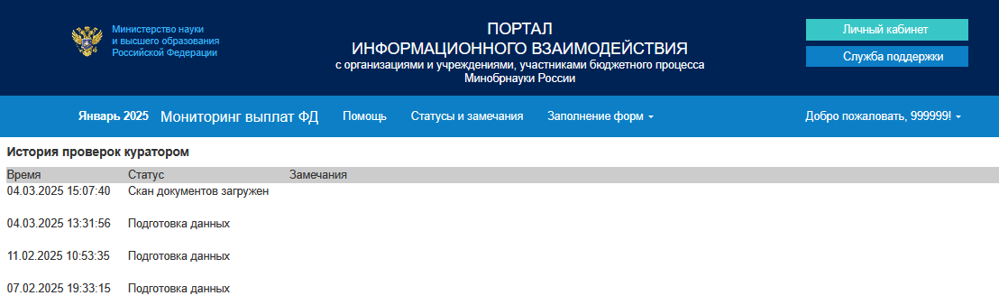 Министерство науки
и высшего образования
Российской Федерации
ПОРТАЛ
ИНФОРМАЦИОННОГО ВЗАИМОДЕЙСТВИЯ
с организациями и учреждениями, участниками бюджетного процесса
Минобрнауки России
Личный кабинет
Служба поддержки
Январь 2025 Мониторинг выплат ФД Помощь Статусы и замечания Заполнение форм Добро пожаловать, 999999!
История проверок куратором
Время Статус Замечания
04.03.2025 15:07:40 Скан документов загружен
04.03.2025 13:31:56 Подготовка данных
11.02.2025 10:53:35 Подготовка данных
07.02.2025 19:33:15 Подготовка данных